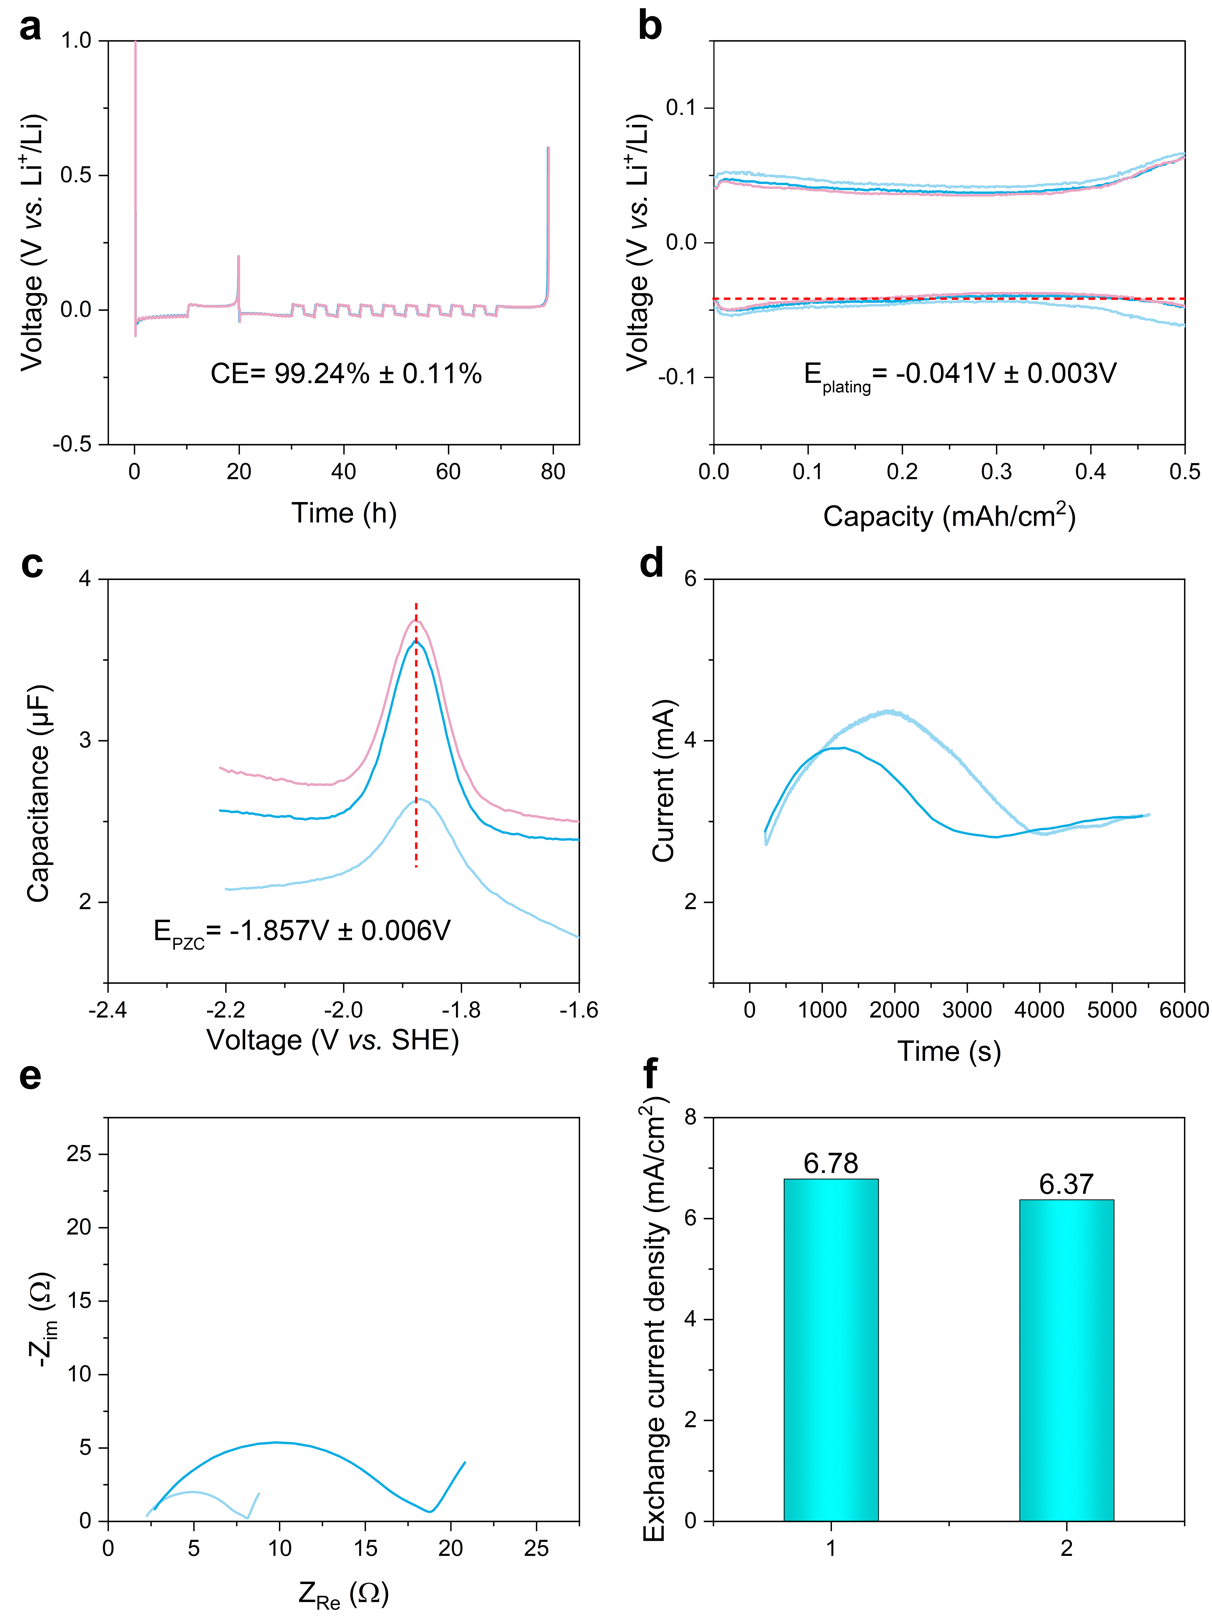 a
1.0
0.5
0.0
-0.5
Voltage (V vs. Li⁺/Li)
CE= 99.24% ± 0.11%
0 20 40 60 80
Time (h)
b
0.1
0.0
-0.1
Voltage (V vs. Li⁺/Li)
E_plating= -0.041V ± 0.003V
0.0 0.1 0.2 0.3 0.4 0.5
Capacity (mAh/cm²)
c
4
3
2
Capacitance (μF)
E_PZC= -1.857V ± 0.006V
-2.4 -2.2 -2.0 -1.8 -1.6
Voltage (V vs. SHE)
d
6
4
2
Current (mA)
0 1000 2000 3000 4000 5000 6000
Time (s)
e
25
20
15
10
5
0
-Z_im (Ω)
0 5 10 15 20 25
Z_Re (Ω)
f
8
6
4
2
0
Exchange current density (mA/cm²)
6.78
6.37
1 2